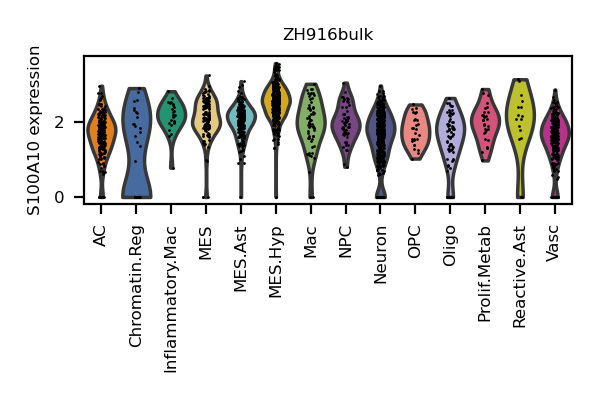 ZH916bulk
S100A10 expression
2
0
AC
Chromatin.Reg
Inflammatory.Mac
MES
MES.Ast
MES.Hyp
Mac
NPC
Neuron
OPC
Oligo
Prolif.Metab
Reactive.Ast
Vasc